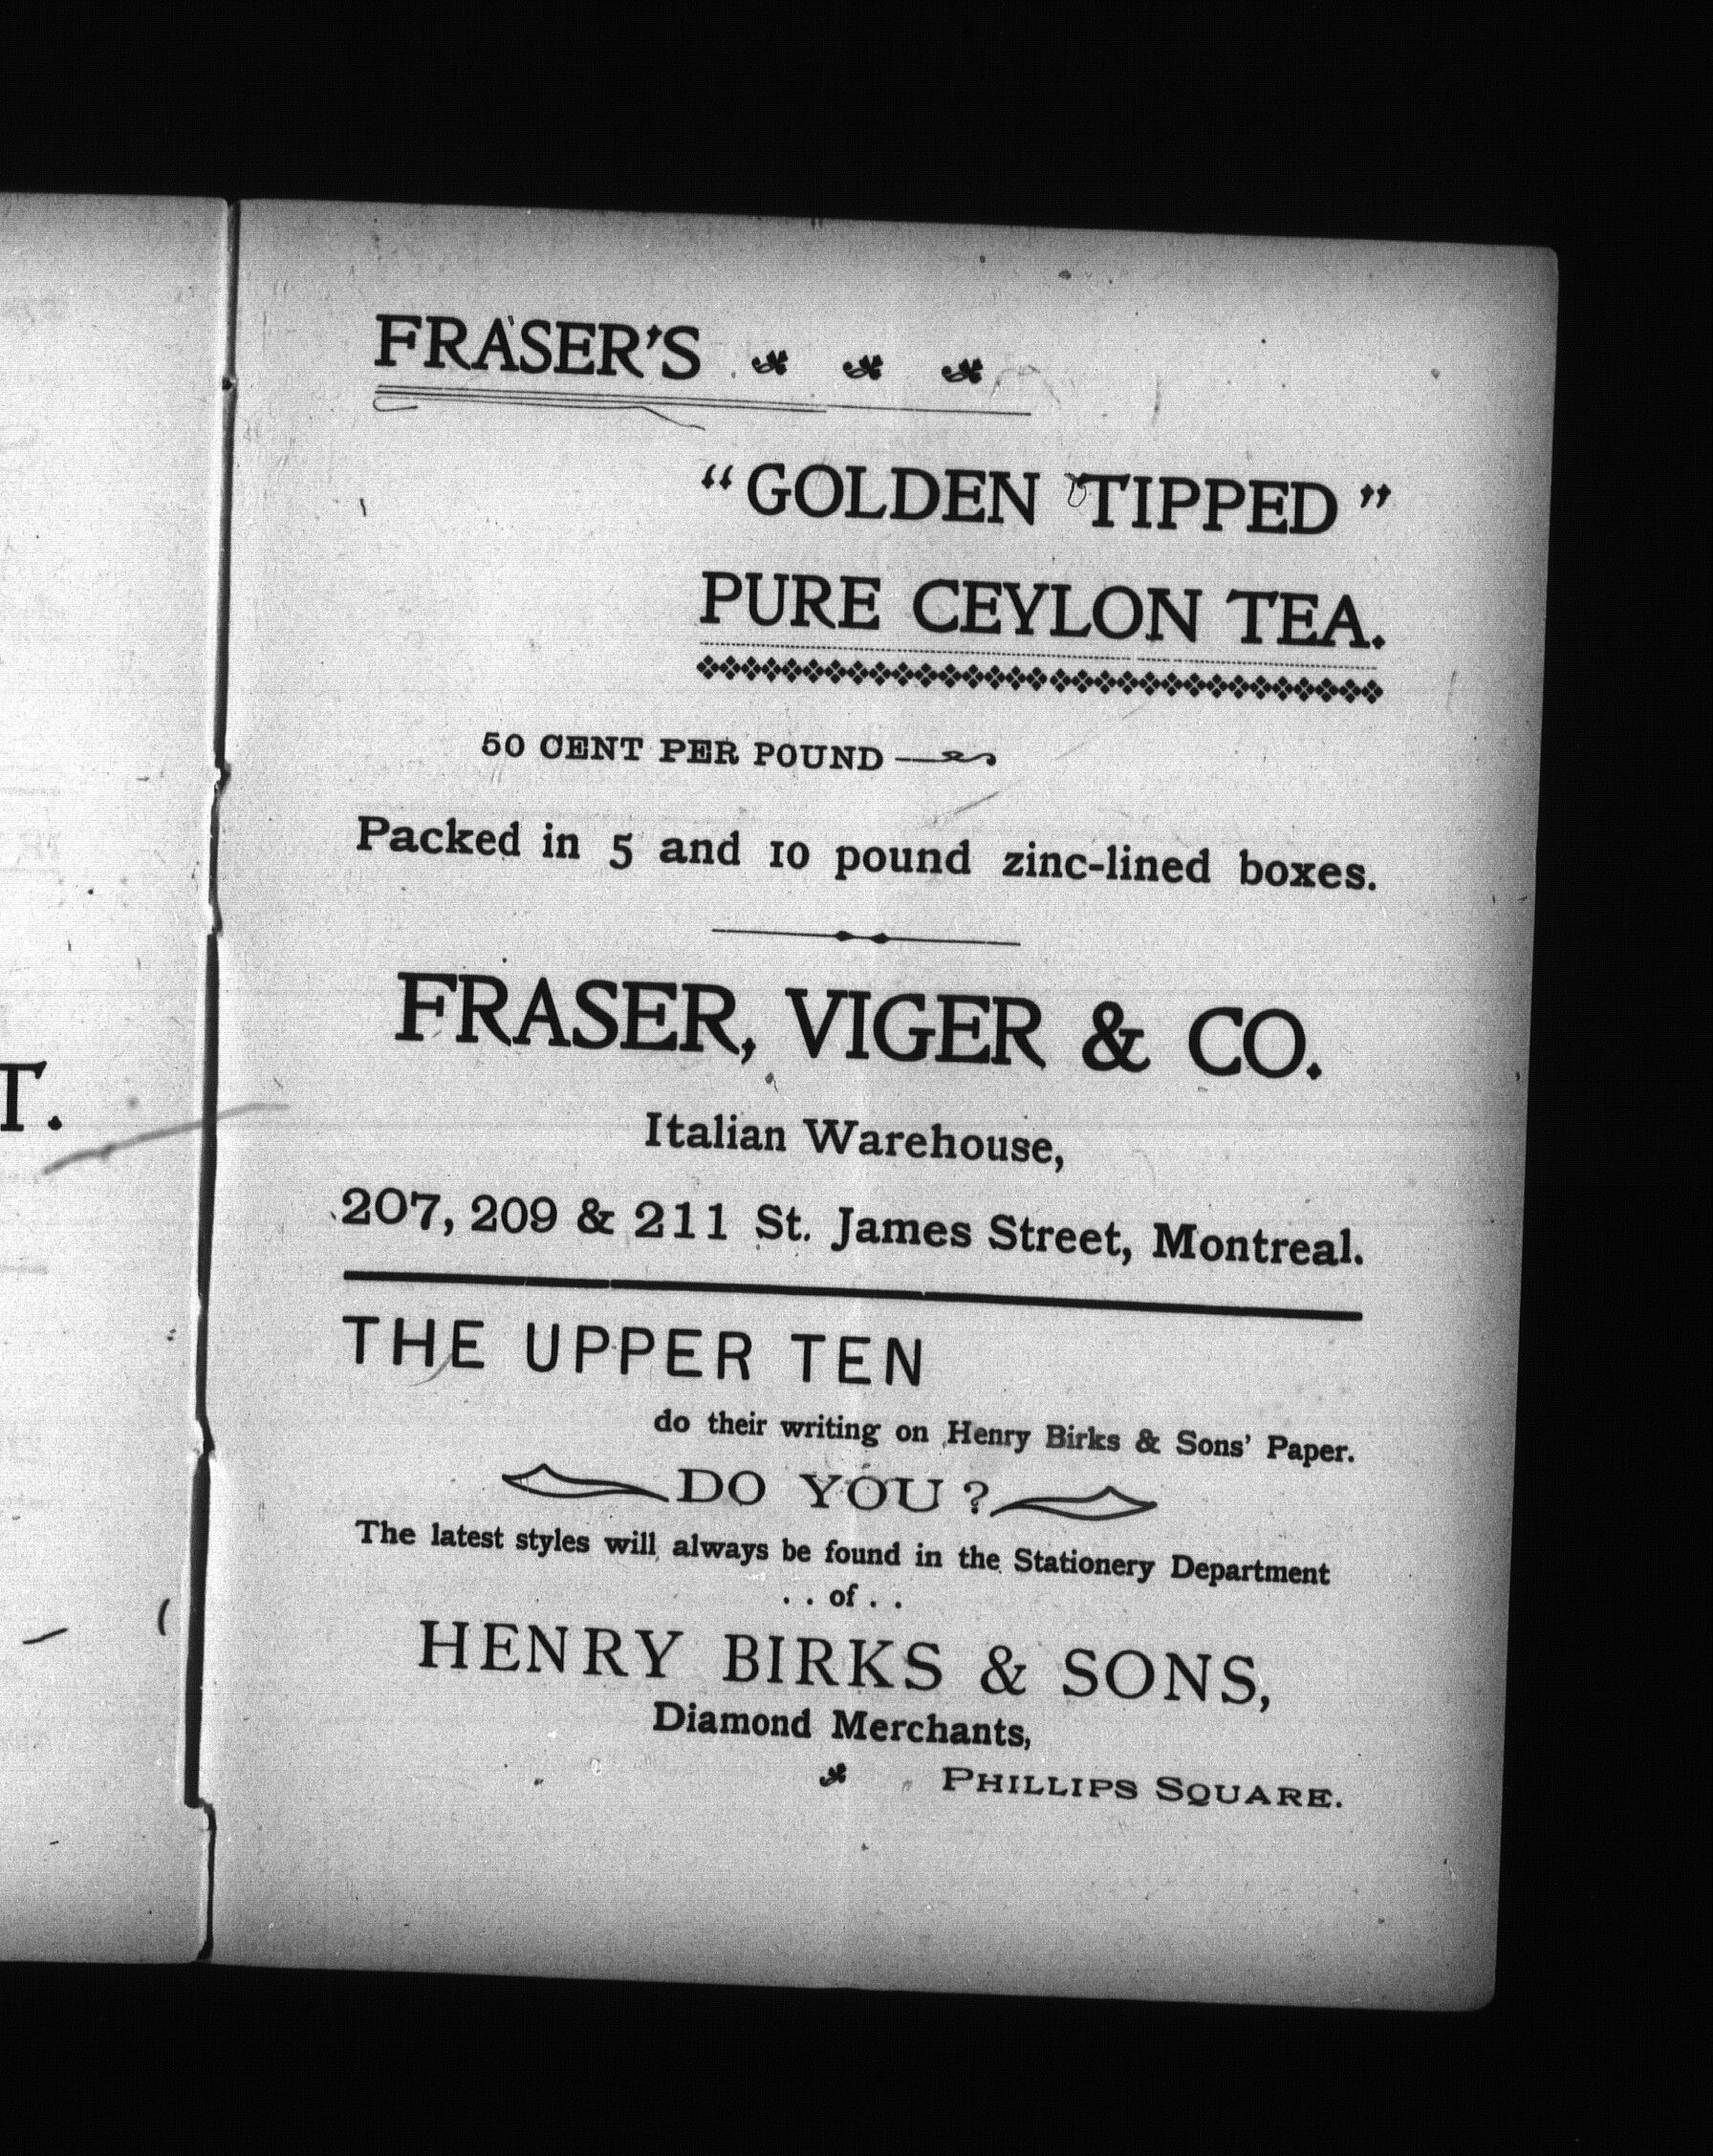 FRASER'S
"GOLDEN TIPPED"
PURE CEYLON TEA.
50 CENT PER POUND
Packed in 5 and 10 pound zinc-lined boxes.
FRASER, VIGER & CO.
Italian Warehouse,
207, 209 & 211 St. James Street, Montreal.
THE UPPER TEN
do their writing on Henry Birks & Sons' Paper.
DO YOU?
The latest styles will always be found in the Stationery Department
. . of . .
HENRY BIRKS & SONS,
Diamond Merchants,
PHILLIPS SQUARE.
T.